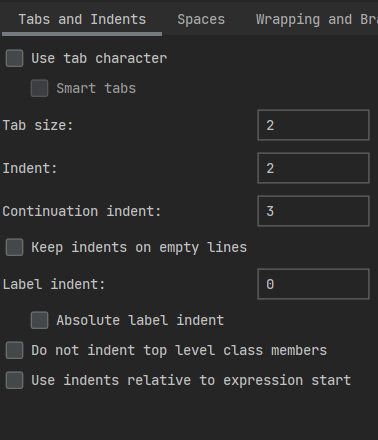 Tabs and Indents Spaces Wrapping and Bra
Use tab character
Smart tabs
Tab size: 2
Indent: 2
Continuation indent: 3
Keep indents on empty lines
Label indent: 0
Absolute label indent
Do not indent top level class members
Use indents relative to expression start